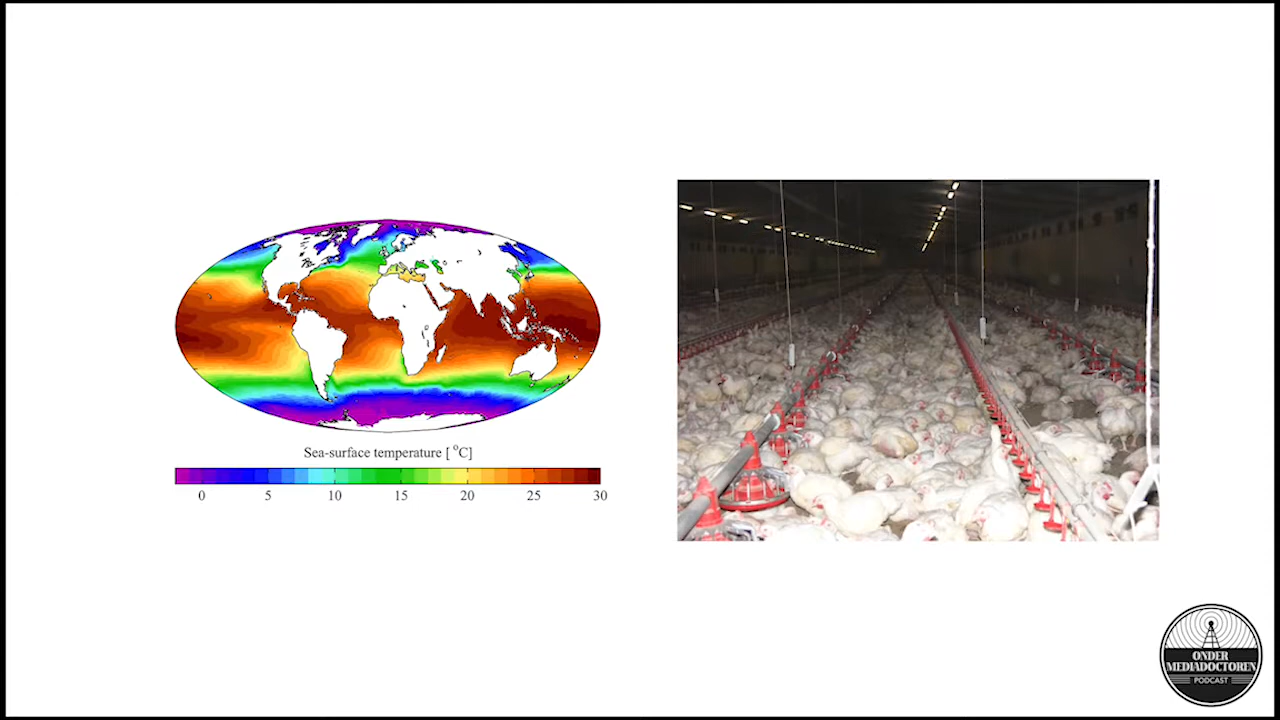 Sea-surface temperature [ °C]
0 5 10 15 20 25 30
ONDER
MEDIADOCTOREN
PODCAST